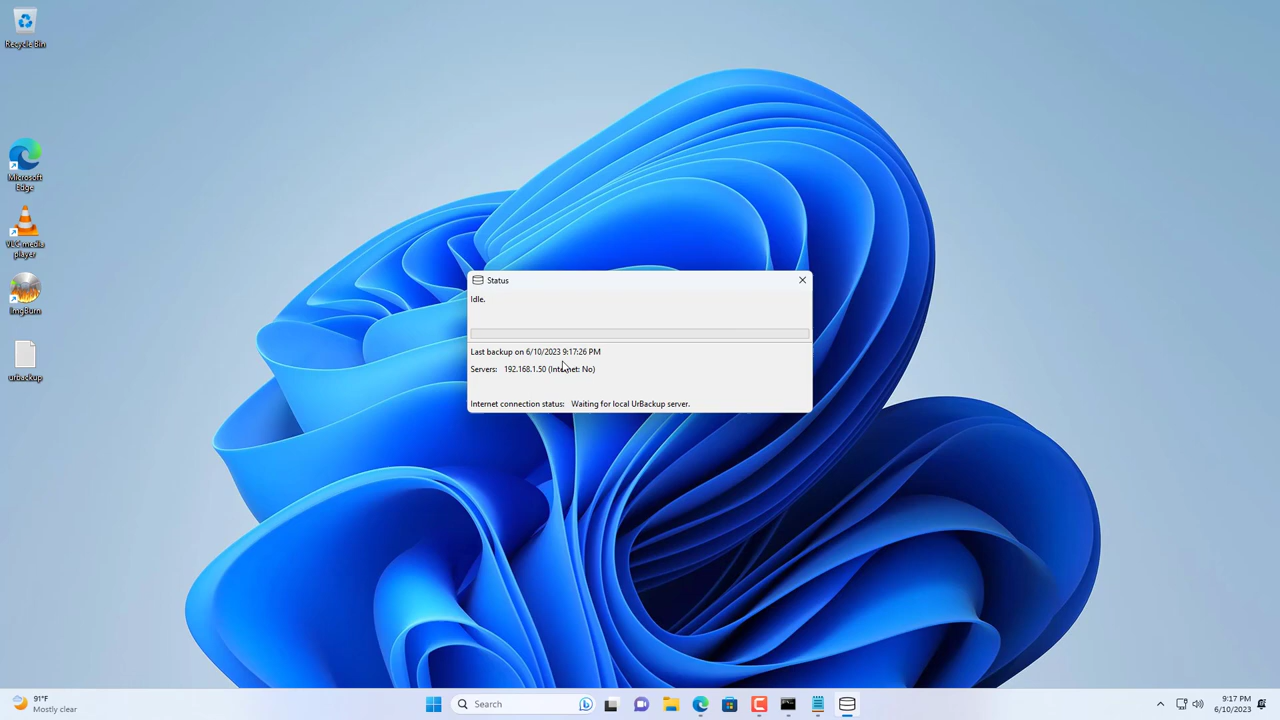 Recycle Bin
Microsoft
Edge
VLC media
player
ImgBurn
urbackup
Status
Idle.
Last backup on 6/10/2023 9:17:26 PM
Servers: 192.168.1.50 (Internet: No)
Internet connection status: Waiting for local UrBackup server.
91°F
Mostly clear
Search
9:17 PM
6/10/2023